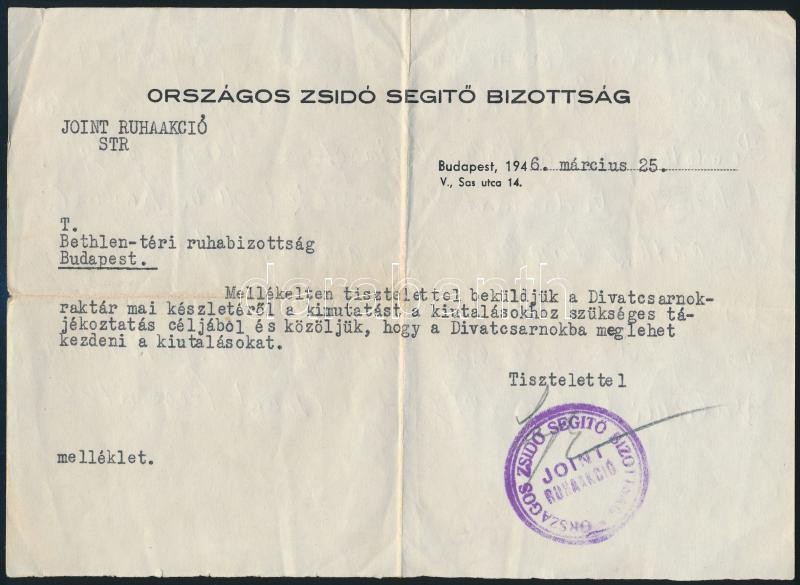 ORSZÁGOS ZSIDÓ SEGITŐ BIZOTTSÁG
JOINT RUHAAKCIÓ
STR
Budapest, 1946. március 25.
V., Sas utca 14.
T.
Bethlen-téri ruhabizottság
Budapest.
Mellékelten tisztelettel beküldjük a Divatcsarnok-
raktár mai készletéről a kimutatást a kiutalásokhoz szükséges tá-
jékoztatás céljából és közöljük, hogy a Divatcsarnokba meglehet
kezdeni a kiutalásokat.
Tisztelettel
melléklet.
ORSZÁGOS ZSIDÓ SEGITŐ BIZOTTSÁG
JOINT
RUHAAKCIÓ
darabanth